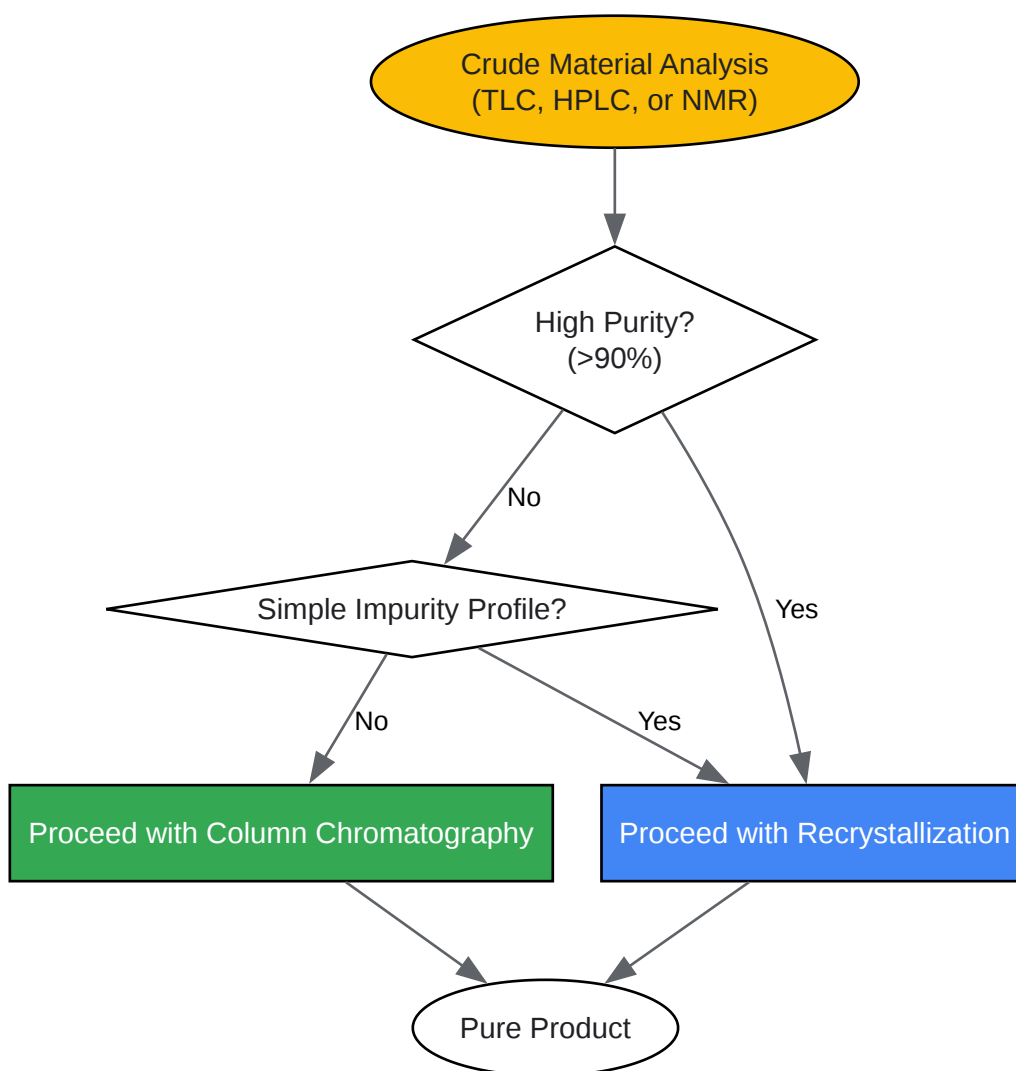 Crude Material Analysis
(TLC, HPLC, or NMR)
High Purity?
(>90%)
No
Simple Impurity Profile?
Yes
No
Yes
Proceed with Column Chromatography
Proceed with Recrystallization
Pure Product